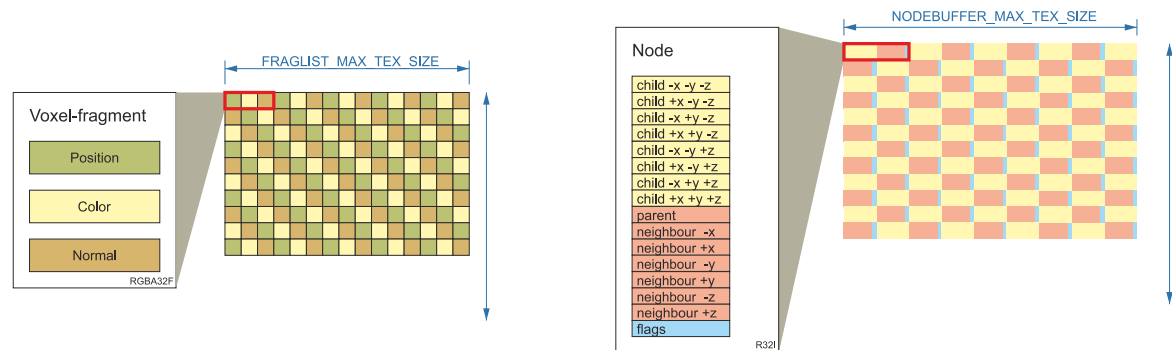 FRAGLIST_MAX_TEX_SIZE
Voxel-fragment
Position
Color
Normal
RGBA32F
NODEBUFFER_MAX_TEX_SIZE
Node
child -x -y -z
child +x -y -z
child -x +y -z
child +x +y -z
child -x -y +z
child +x -y +z
child -x +y +z
child +x +y +z
parent
neighbour -x
neighbour +x
neighbour -y
neighbour +y
neighbour -z
neighbour +z
flags
R32I